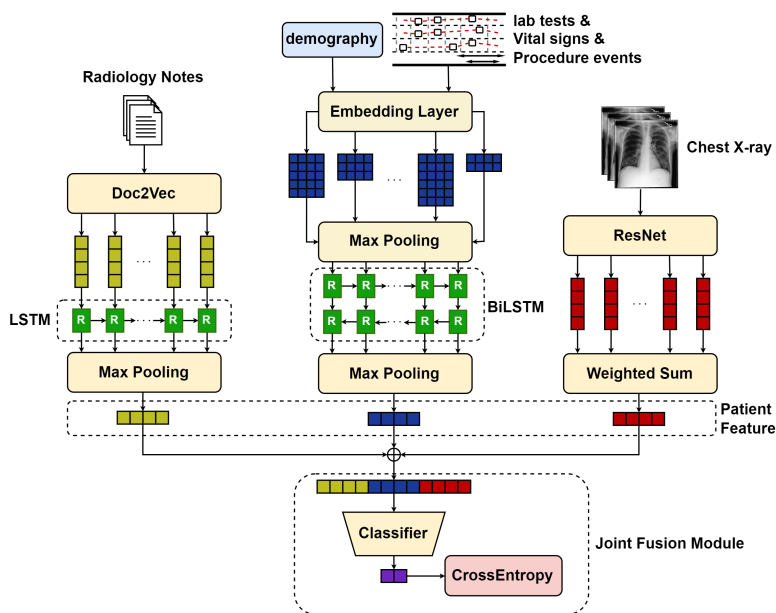 demography
lab tests &
Vital signs &
Procedure events
Radiology Notes
Embedding Layer
Chest X-ray
Doc2Vec
. . .
Max Pooling
ResNet
. . .
. . .
R R R R
BiLSTM
LSTM
R R R R
R R R R
Max Pooling
Max Pooling
Weighted Sum
Patient
Feature
Classifier
Joint Fusion Module
CrossEntropy